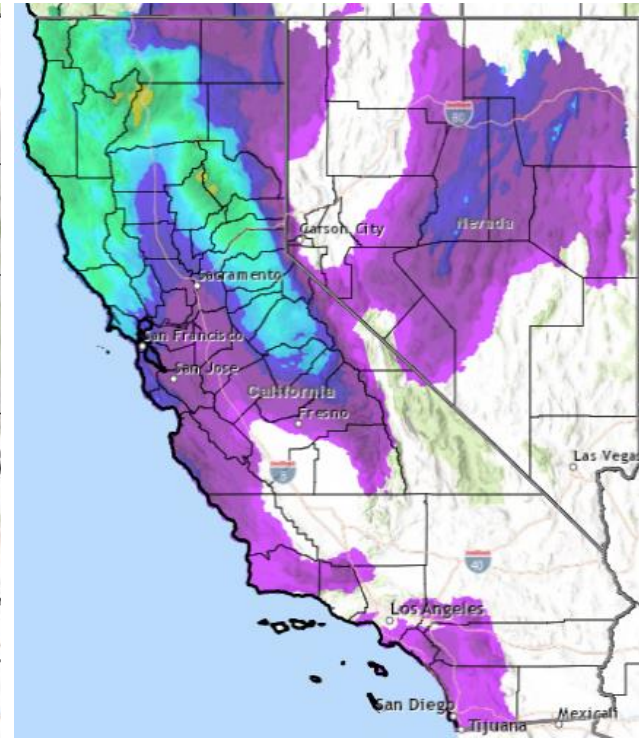 80
Nevada
Carson City
Sacramento
San Francisco
San Jose
California
Fresno
5
Las Vegas
40
Los Angeles
San Diego
Mexicali
Tijuana